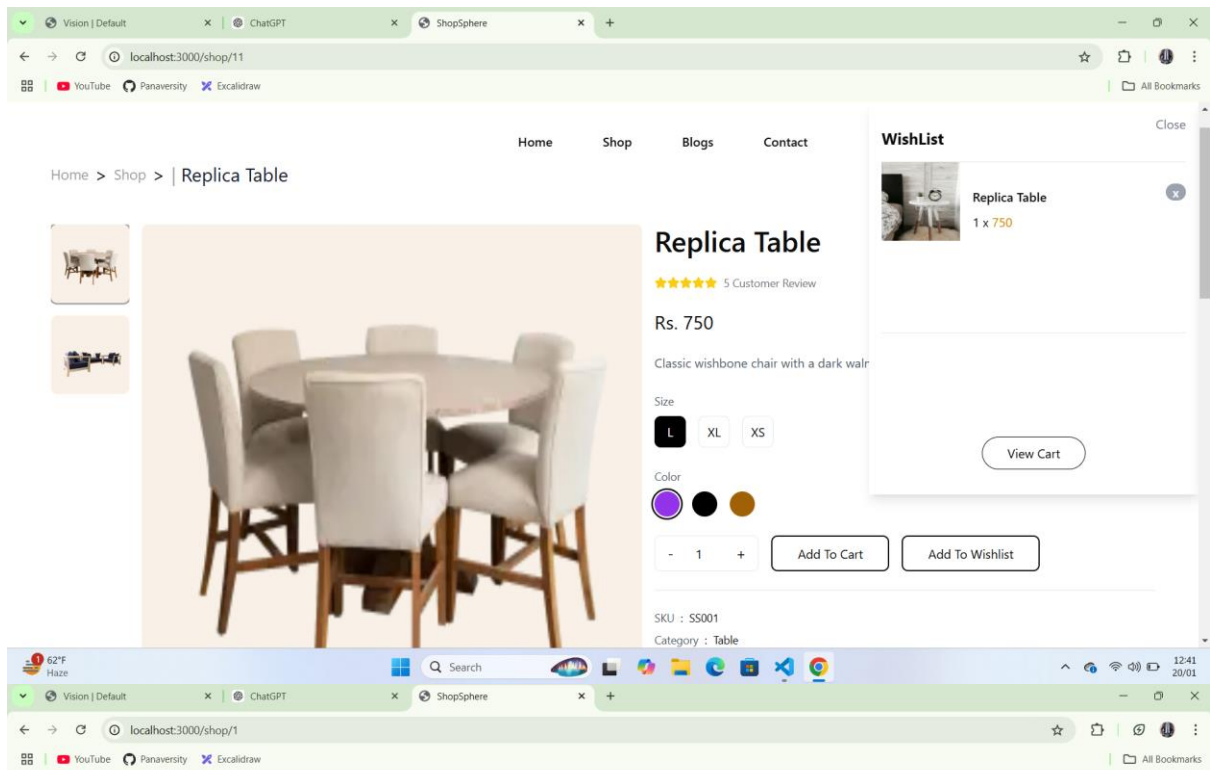 Vision | Default
ChatGPT
ShopSphere
localhost:3000/shop/11
YouTube Panaversity Excalidraw All Bookmarks
Home Shop Blogs Contact
Home > Shop > | Replica Table
Replica Table
5 Customer Review
Rs. 750
Classic wishbone chair with a dark
Size
L XL XS
Color
- 1 + Add To Cart Add To Wishlist
SKU : SS001
Category : Table
Close
WishList
Replica Table
x
1 x 750
View Cart
1
62°F
Haze
Search
12:41
20/01
Vision | Default
ChatGPT
ShopSphere
localhost:3000/shop/1
YouTube Panaversity Excalidraw All Bookmarks